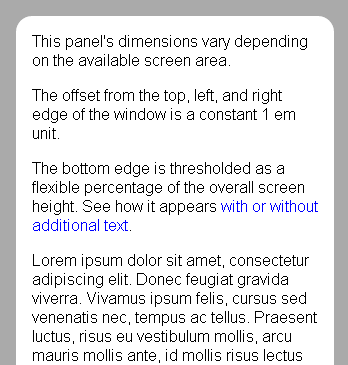 This panel's dimensions vary depending
on the available screen area.
The offset from the top, left, and right
edge of the window is a constant 1 em
unit.
The bottom edge is thresholded as a
flexible percentage of the overall screen
height. See how it appears with or without
additional text.
Lorem ipsum dolor sit amet, consectetur
adipiscing elit. Donec feugiat gravida
viverra. Vivamus ipsum felis, cursus sed
venenatis nec, tempus ac tellus. Praesent
luctus, risus eu vestibulum mollis, arcu
mauris mollis ante, id mollis risus lectus